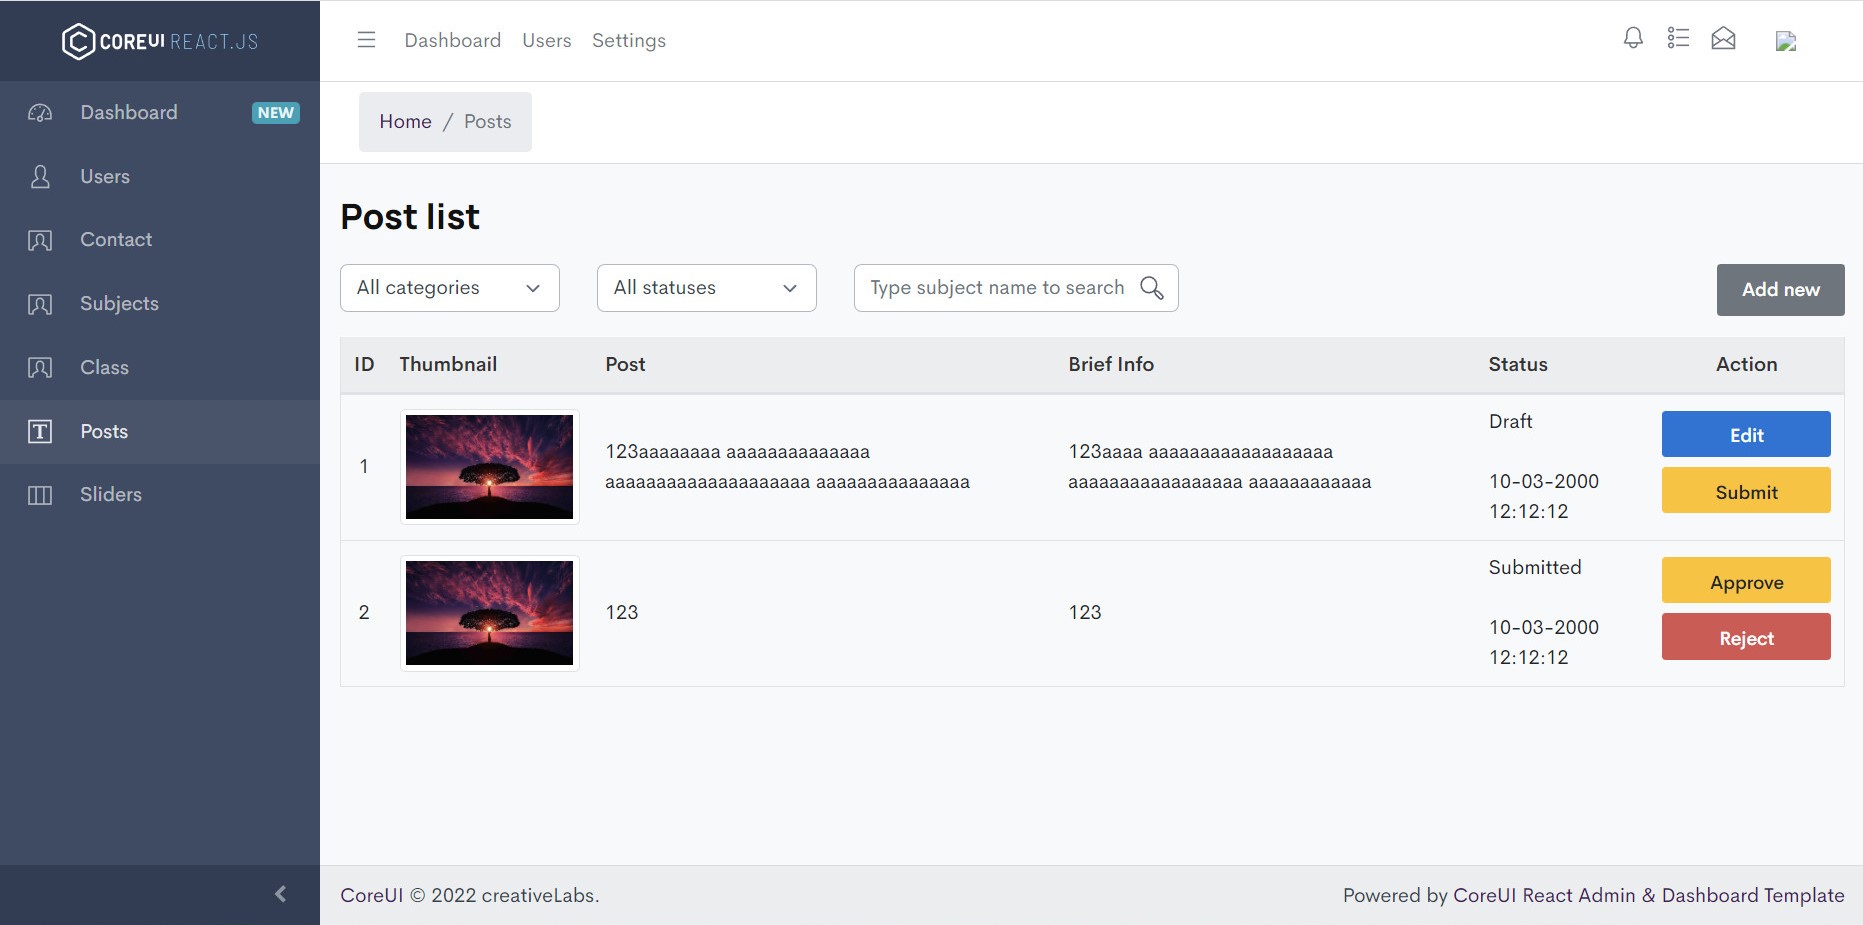 COREUI REACT.JS
Dashboard NEW
Users
Contact
Subjects
Class
Posts
Sliders
Dashboard Users Settings
Home / Posts
Post list
All categories All statuses Type subject name to search Add new
ID Thumbnail Post Brief Info Status Action
1 123aaaaaaaa aaaaaaaaaaaaaa 123aaaa aaaaaaaaaaaaaaaaaa Draft Edit
aaaaaaaaaaaaaaaaaaaa aaaaaaaaaaaaaaa aaaaaaaaaaaaaaaaa aaaaaaaaaaaa 10-03-2000 Submit
12:12:12
2 123 123 Submitted Approve
10-03-2000 Reject
12:12:12
CoreUI © 2022 creativeLabs. Powered by CoreUI React Admin & Dashboard Template